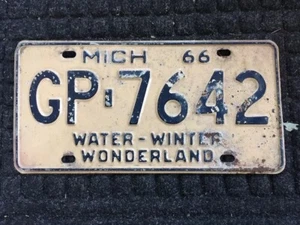 MICH 66
GP-7642
WATER-WINTER
WONDERLAND